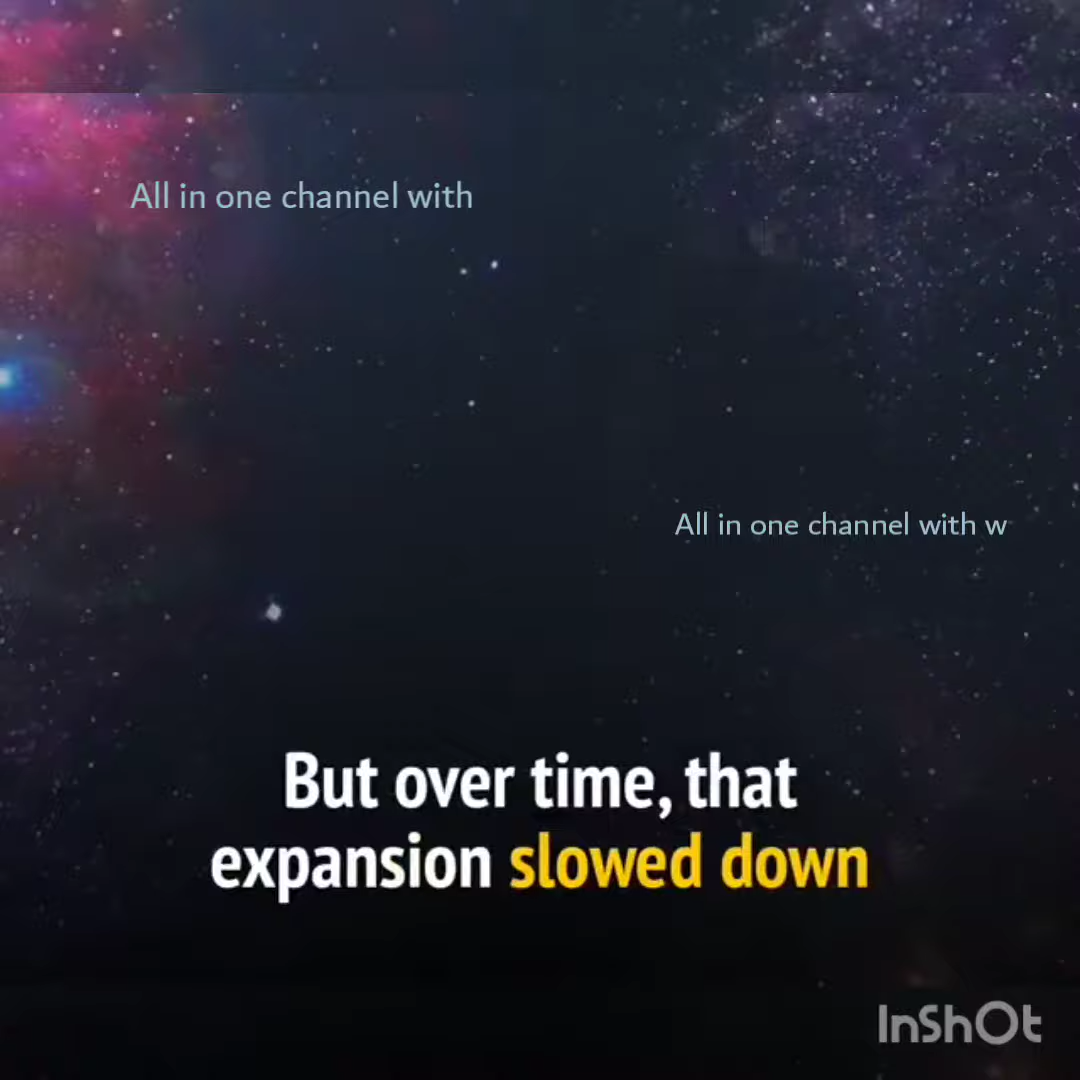 All in one channel with
All in one channel with w
But over time, that
expansion slowed down
InShOt